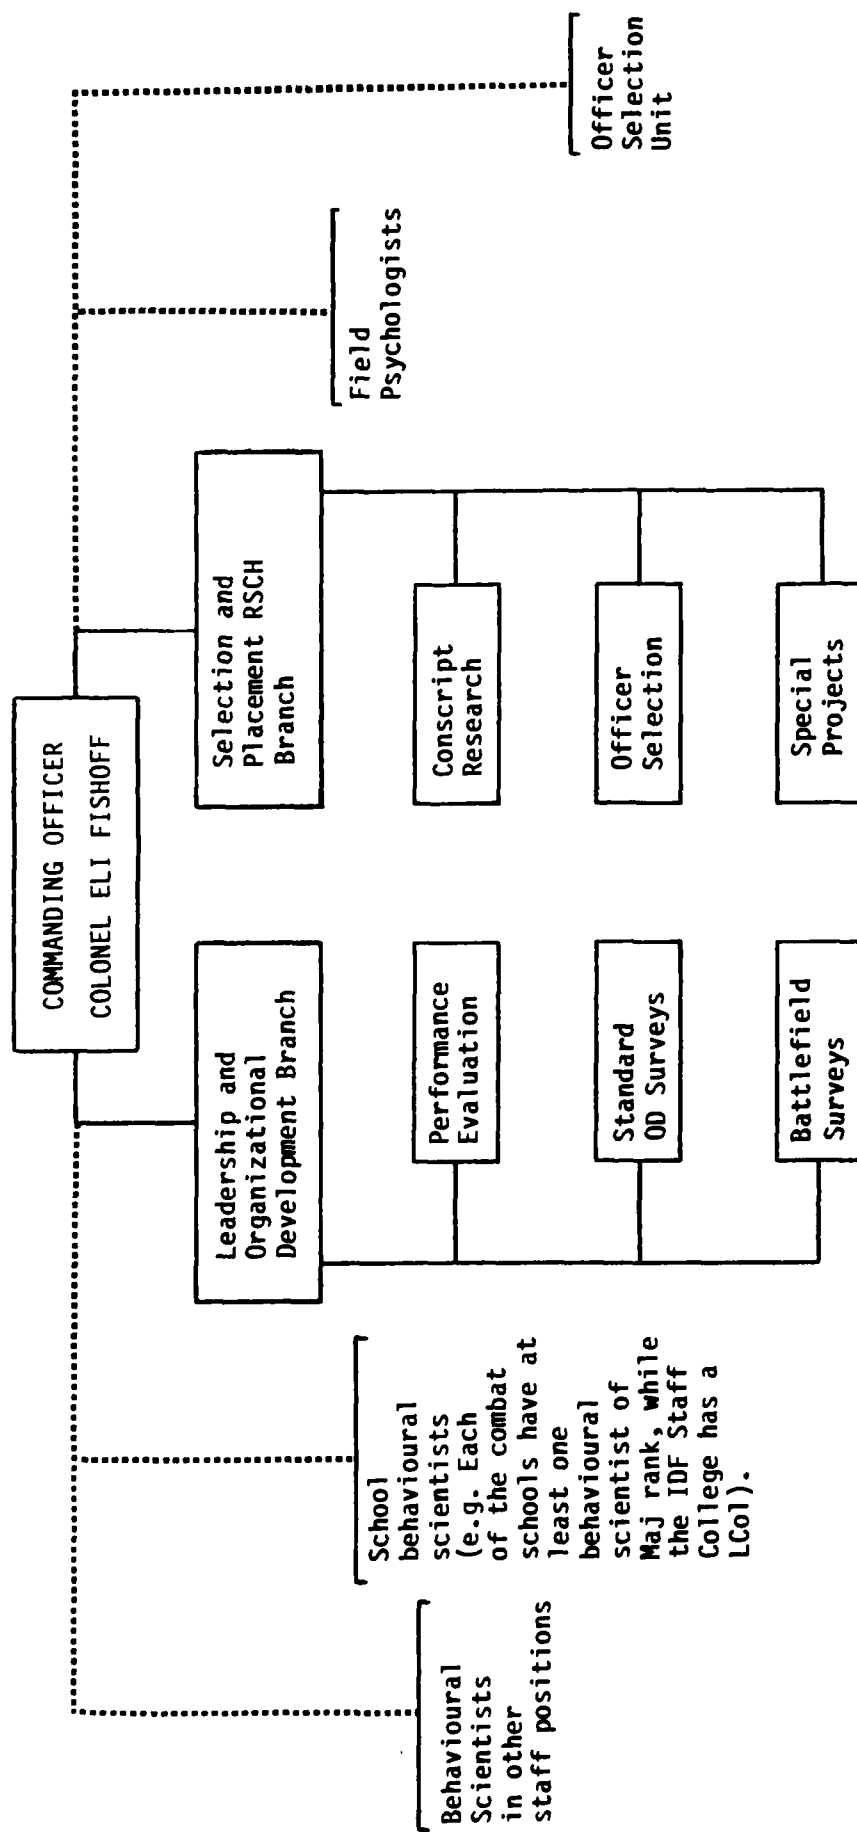 COMMANDING OFFICER
COLONEL ELI FISHOFF
Leadership and
Organizational
Development Branch
Selection and
Placement RSCH
Branch
Performance
Evaluation
Conscript
Research
Standard
OD Surveys
Officer
Selection
Battlefield
Surveys
Special
Projects
Behavioural
Scientists
in other
staff positions
School
behavioural
scientists
(e.g. Each
of the combat
schools have at
least one
behavioural
scientist of
Maj rank, while
the IDF Staff
College has a
LCol).
Field
Psychologists
Officer
Selection
Unit